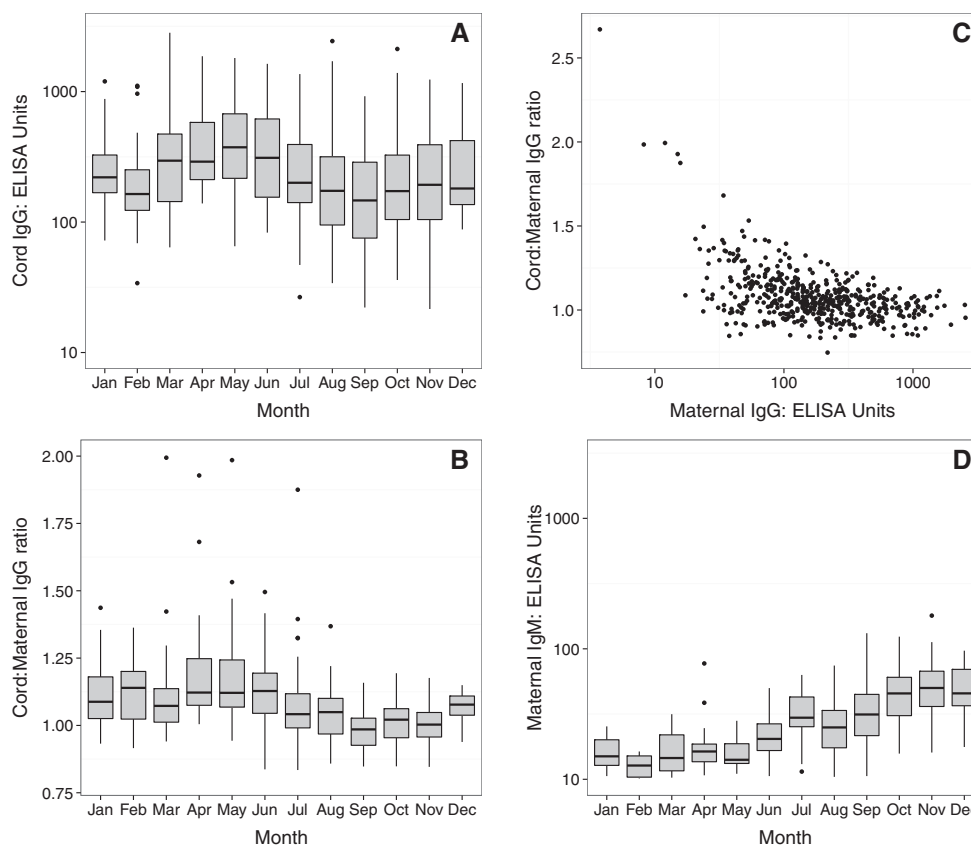 A
Cord IgG: ELISA Units
1000
100
10
Jan Feb Mar Apr May Jun Jul Aug Sep Oct Nov Dec
Month
C
Cord:Maternal IgG ratio
2.5
2.0
1.5
1.0
10 100 1000
Maternal IgG: ELISA Units
B
Cord:Maternal IgG ratio
2.00
1.75
1.50
1.25
1.00
0.75
Jan Feb Mar Apr May Jun Jul Aug Sep Oct Nov Dec
Month
D
Maternal IgM: ELISA Units
1000
100
10
Jan Feb Mar Apr May Jun Jul Aug Sep Oct Nov De
Month